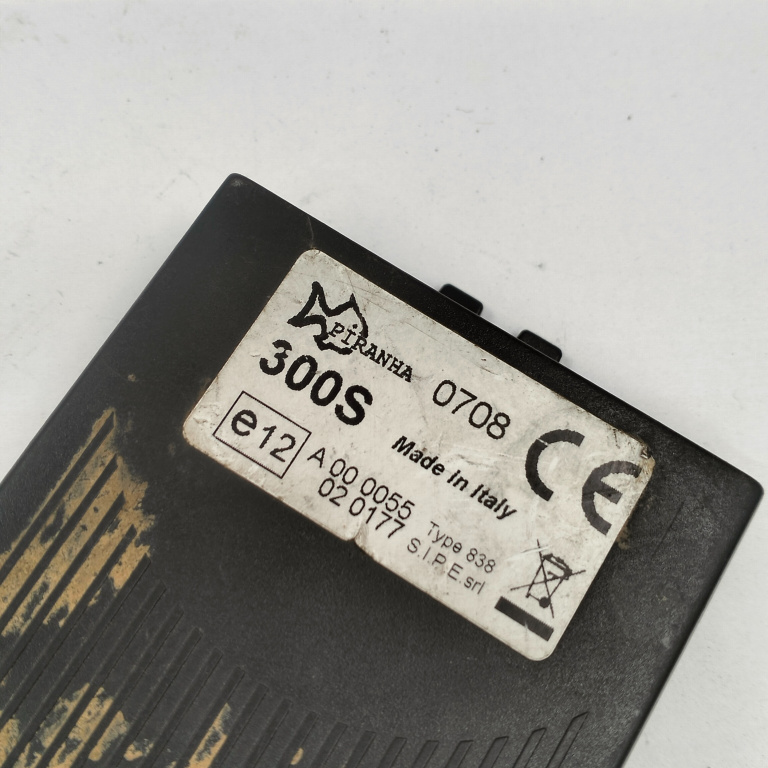 PiRANHA
300S 0708
e12 Made In Italy CE
A 00 0055 Type 838
02 0177 S.I.P.E.srl